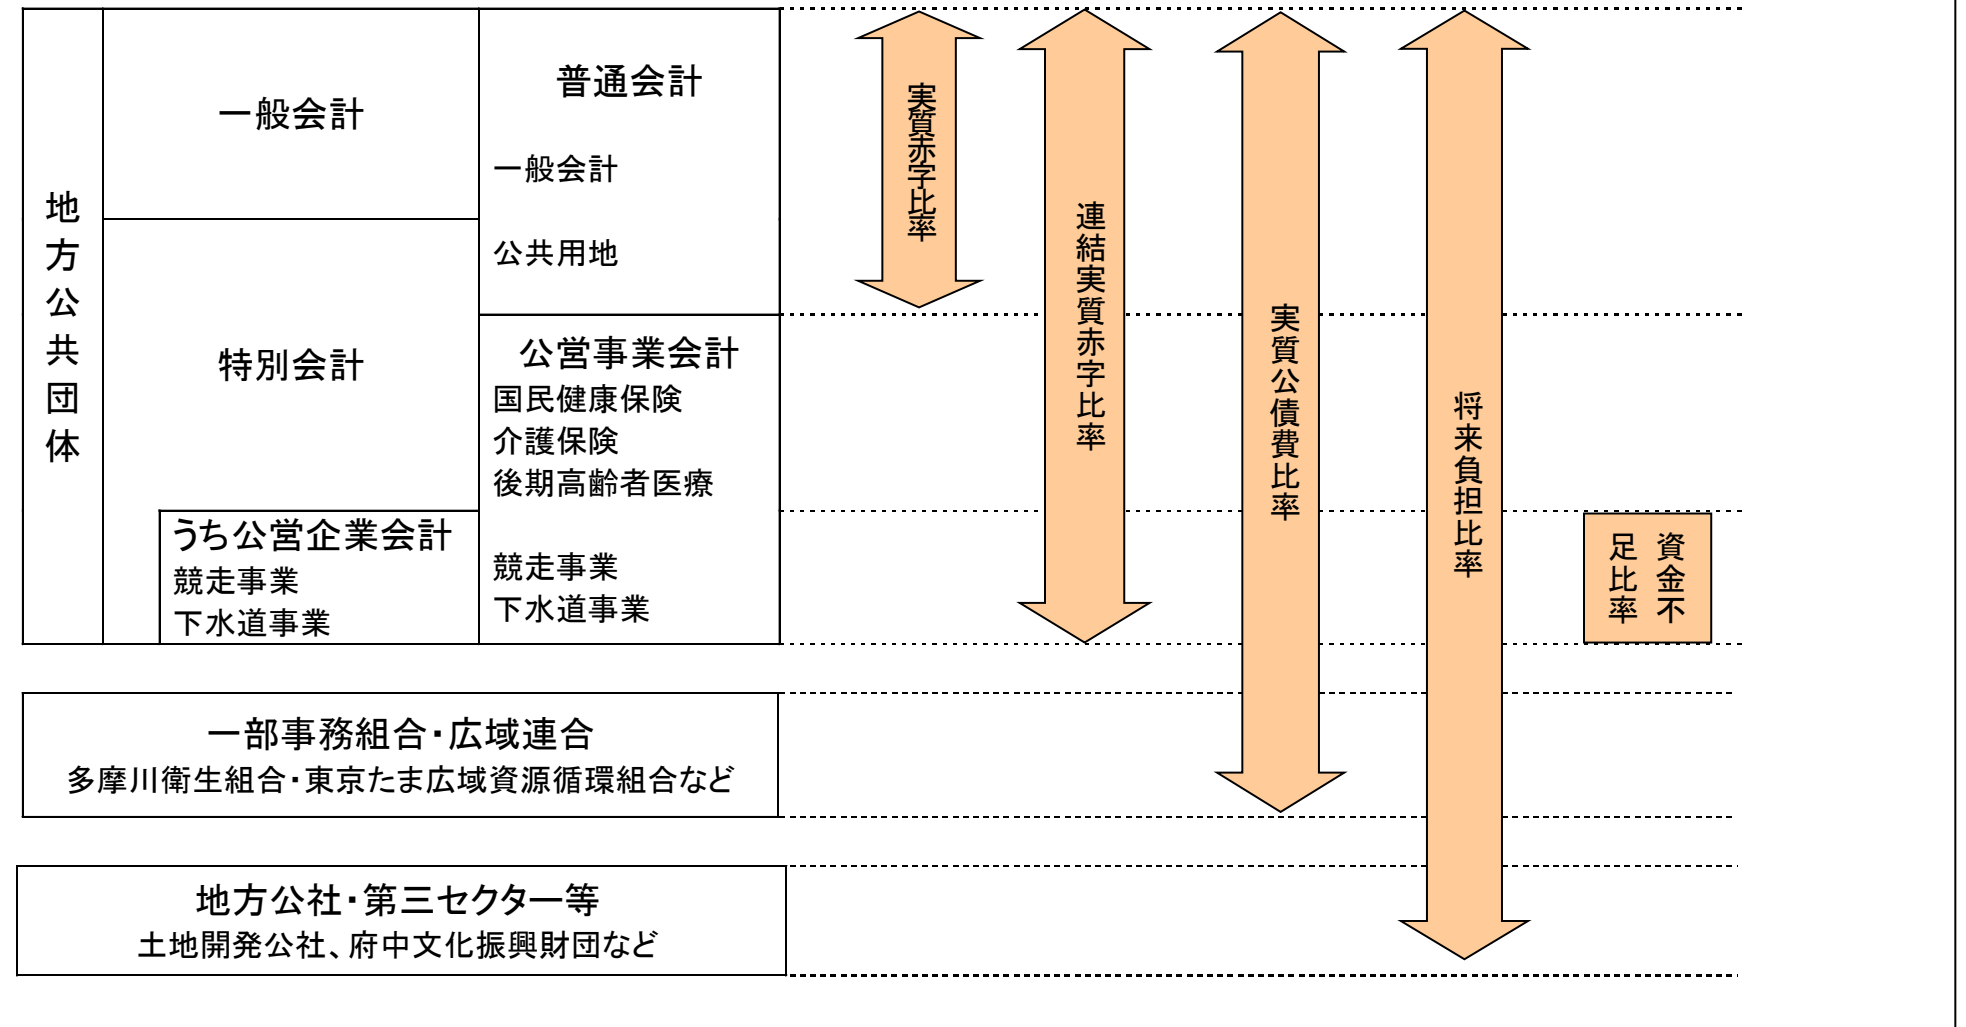 地方公共団体
一般会計
特別会計
うち公営企業会計
競走事業
下水道事業
普通会計
一般会計
公共用地
公営事業会計
国民健康保険
介護保険
後期高齢者医療
競走事業
下水道事業
実質赤字比率
連結実質赤字比率
実質公債費比率
将来負担比率
資金不
足比率
一部事務組合・広域連合
多摩川衛生組合・東京たま広域資源循環組合など
地方公社・第三セクター等
土地開発公社、府中文化振興財団など